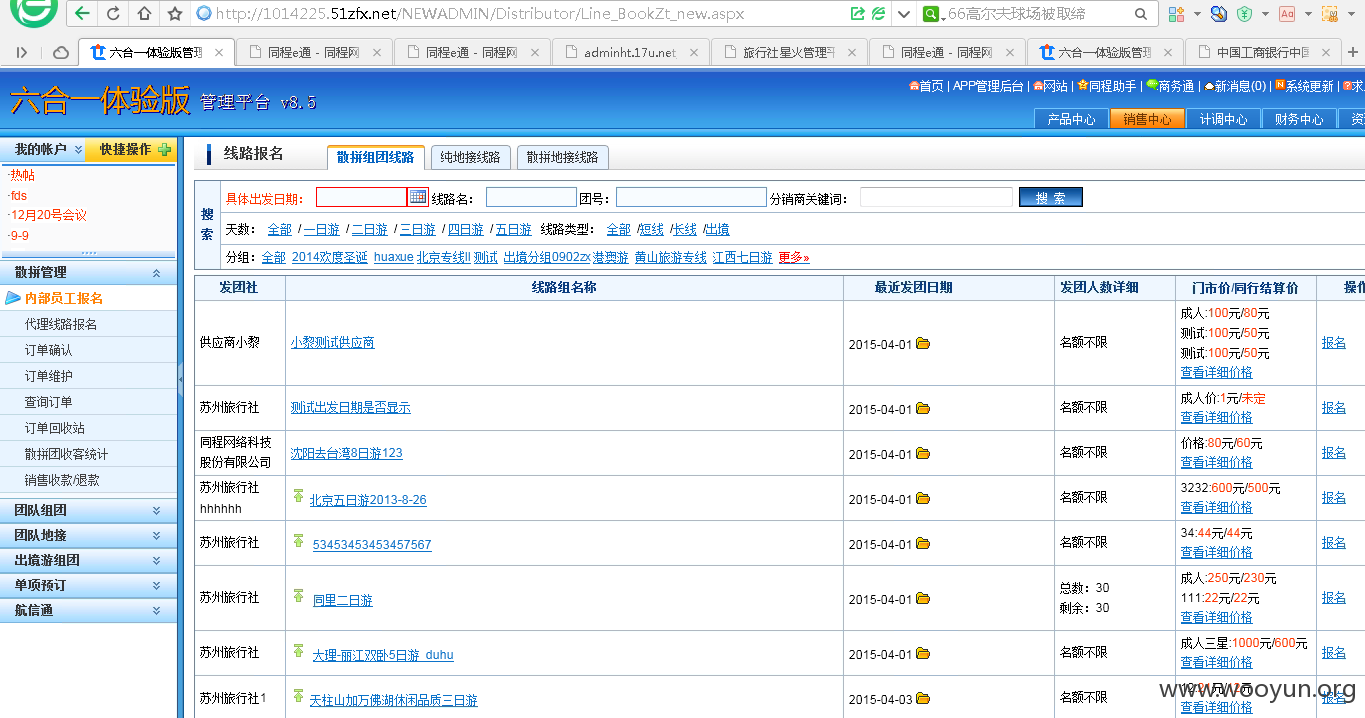 http://1014225.51zfx.net/NEWADMIN/Distributor/Line_BookZt_new.aspx
66高尔夫球场被取缔
六合一体验版管理
同程e通 - 同程网
同程e通 - 同程网
adminht.17u.net
旅行社星火管理平
同程e通 - 同程网
六合一体验版管理
中国工商银行中国
六合一体验版 管理平台 v8.5
首页 | APP管理后台 | 网站 | 同程助手 | 商务通 | 新消息(0) | 系统更新 | 求
产品中心 销售中心 计调中心 财务中心 资
我的帐户 快捷操作
·热帖
·fds
·12月20号会议
·9-9
散拼管理
内部员工报名
代理线路报名
订单确认
订单维护
查询订单
订单回收站
散拼团收客统计
销售收款/退款
团队组团
团队地接
出境游组团
单项预订
航信通
线路报名 散拼组团线路 纯地接线路 散拼地接线路
搜索
具体出发日期: 线路名: 团号: 分销商关键词: 搜 索
天数: 全部 /一日游 /二日游 /三日游 /四日游 /五日游 线路类型: 全部 /短线 /长线 /出境
分组: 全部 2014欢度圣诞 huaxue 北京专线II 测试 出境分组0902zx 港澳游 黄山旅游专线 江西七日游 更多»
发团社 线路组名称 最近发团日期 发团人数详细 门市价/同行结算价 操作
供应商小黎 小黎测试供应商 2015-04-01 名额不限 成人:100元/80元
测试:100元/50元
测试:100元/50元
查看详细价格 报名
苏州旅行社 测试出发日期是否显示 2015-04-01 名额不限 成人价:1元/未定
查看详细价格 报名
同程网络科技股份有限公司 沈阳去台湾8日游123 2015-04-01 名额不限 价格:80元/60元
查看详细价格 报名
苏州旅行社hhhhhh 北京五日游2013-8-26 2015-04-01 名额不限 3232:600元/500元
查看详细价格 报名
苏州旅行社 53453453453457567 2015-04-01 名额不限 34:44元/44元
查看详细价格 报名
苏州旅行社 同里二日游 2015-04-01 总数: 30
剩余: 30 成人:250元/230元
111:22元/22元
查看详细价格 报名
苏州旅行社 大理-丽江双卧5日游_duhu 2015-04-01 名额不限 成人三星:1000元/600元
查看详细价格 报名
苏州旅行社1 天柱山加万佛湖休闲品质三日游 2015-04-03 名额不限
查看详细价格 报名
www.wooyun.org